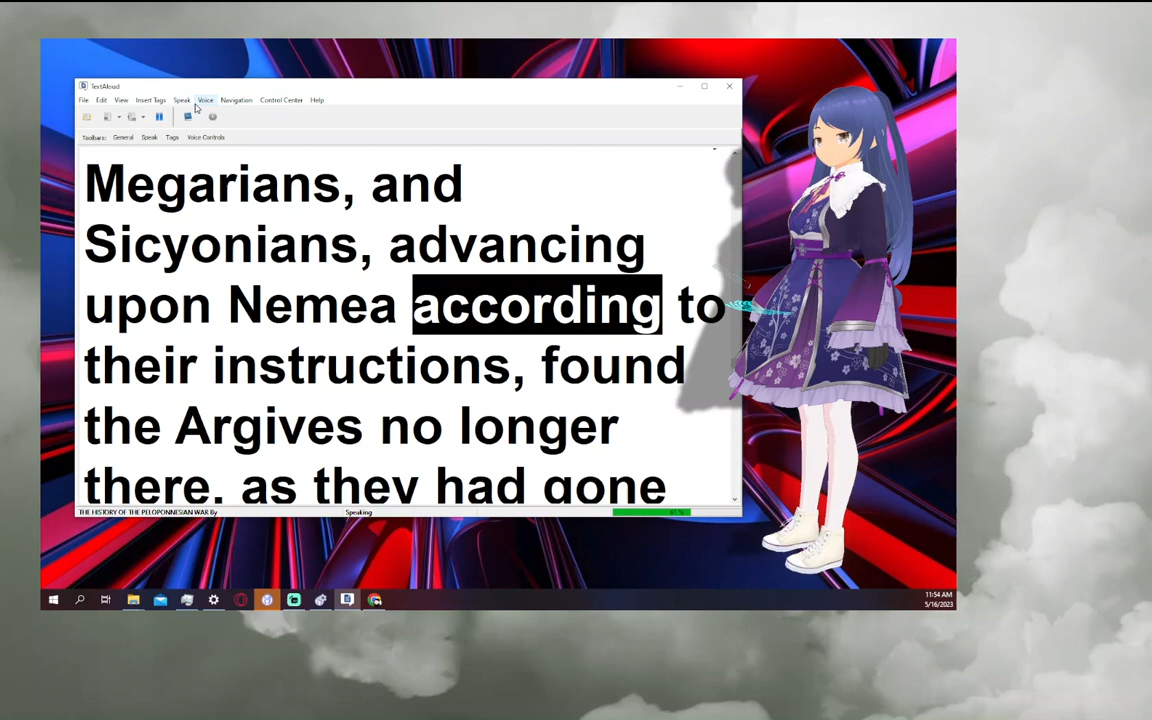 TextAloud
File Edit View Insert Tags Speak Voice Navigation Control Center Help
Toolbars: General Speak Tags Voice Controls
Megarians, and
Sicyonians, advancing
upon Nemea according to
their instructions, found
the Argives no longer
there, as they had gone
THE HISTORY OF THE PELOPONNESIAN WAR By Speaking 61 %
11:54 AM
5/16/2023